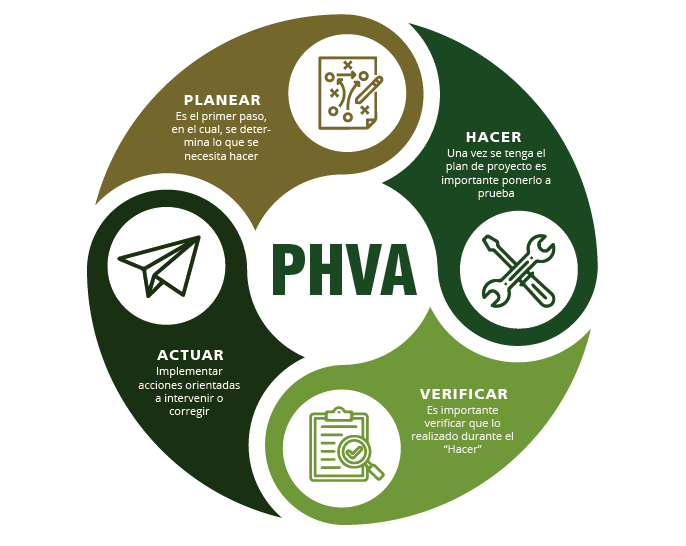 PLANEAR
Es el primer paso,
en el cual, se deter-
mina lo que se
necesita hacer
HACER
Una vez se tenga el
plan de proyecto es
importante ponerlo a
prueba
PHVA
ACTUAR
Implementar
acciones orientadas
a intervenir o
corregir
VERIFICAR
Es importante
verificar que lo
realizado durante el
“Hacer”